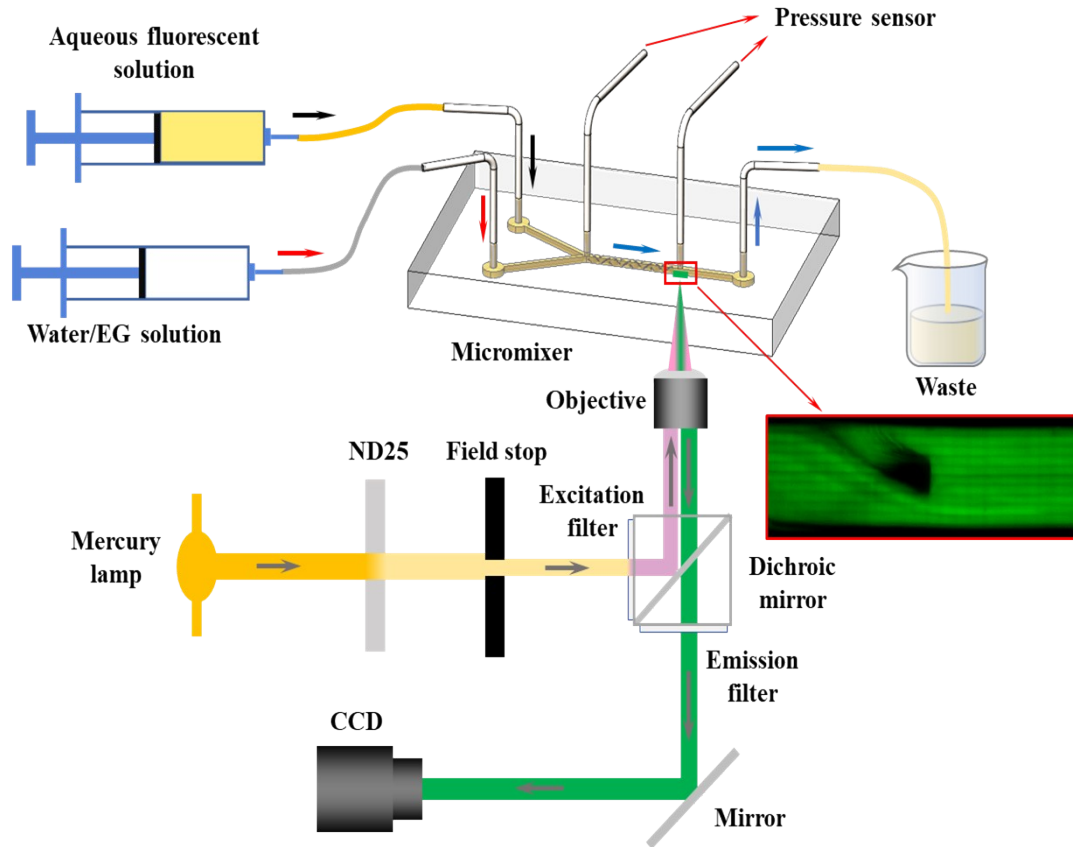 Pressure sensor
Aqueous fluorescent
solution
Water/EG solution
Micromixer
Waste
Objective
ND25
Field stop
Excitation
filter
Mercury
lamp
Dichroic
mirror
Emission
filter
CCD
Mirror